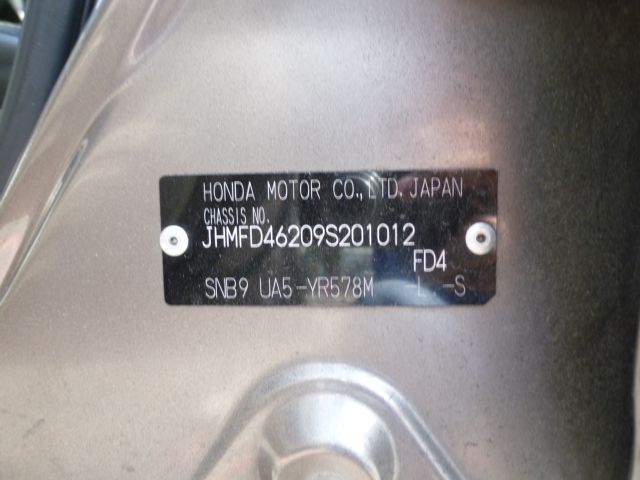 HONDA MOTOR CO.,LTD.JAPAN
CHASSIS NO.
JHMFD46209S201012
FD4
SNB9 UA5-YR578M -L -S